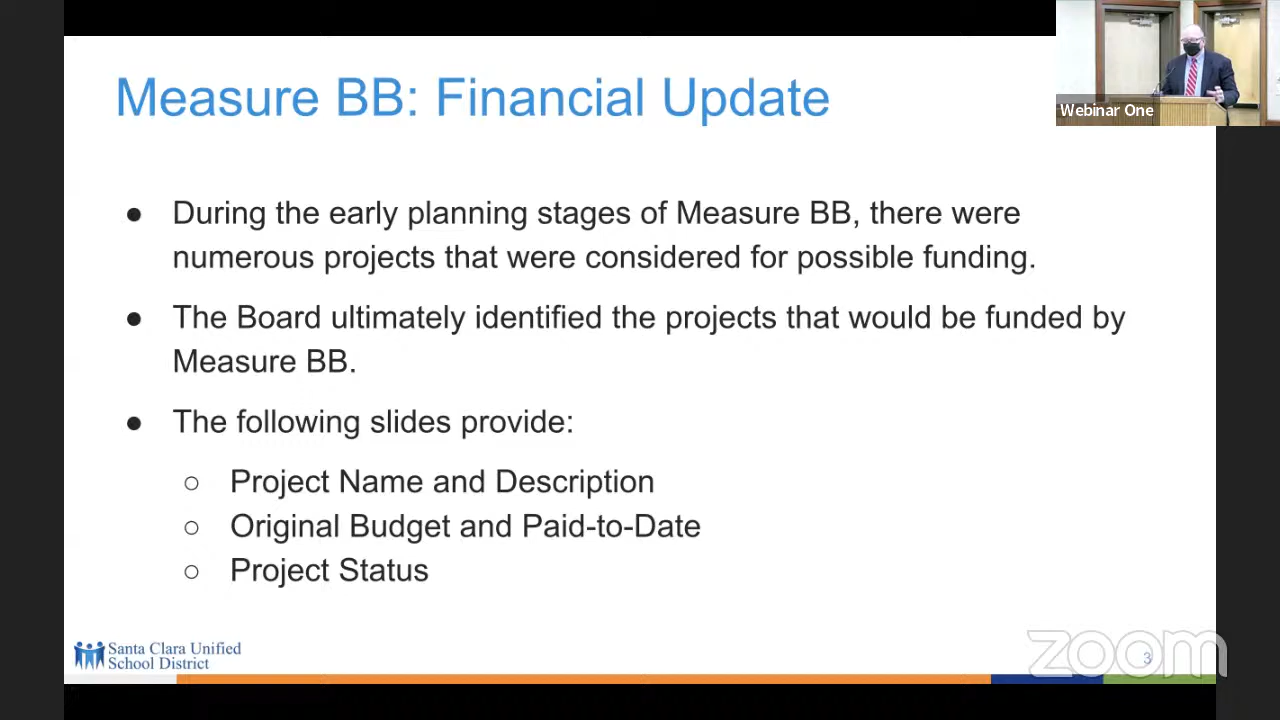 Measure BB: Financial Update
Webinar One
● During the early planning stages of Measure BB, there were
numerous projects that were considered for possible funding.
● The Board ultimately identified the projects that would be funded by
Measure BB.
● The following slides provide:
○ Project Name and Description
○ Original Budget and Paid-to-Date
○ Project Status
Santa Clara Unified
School District
zoom
3